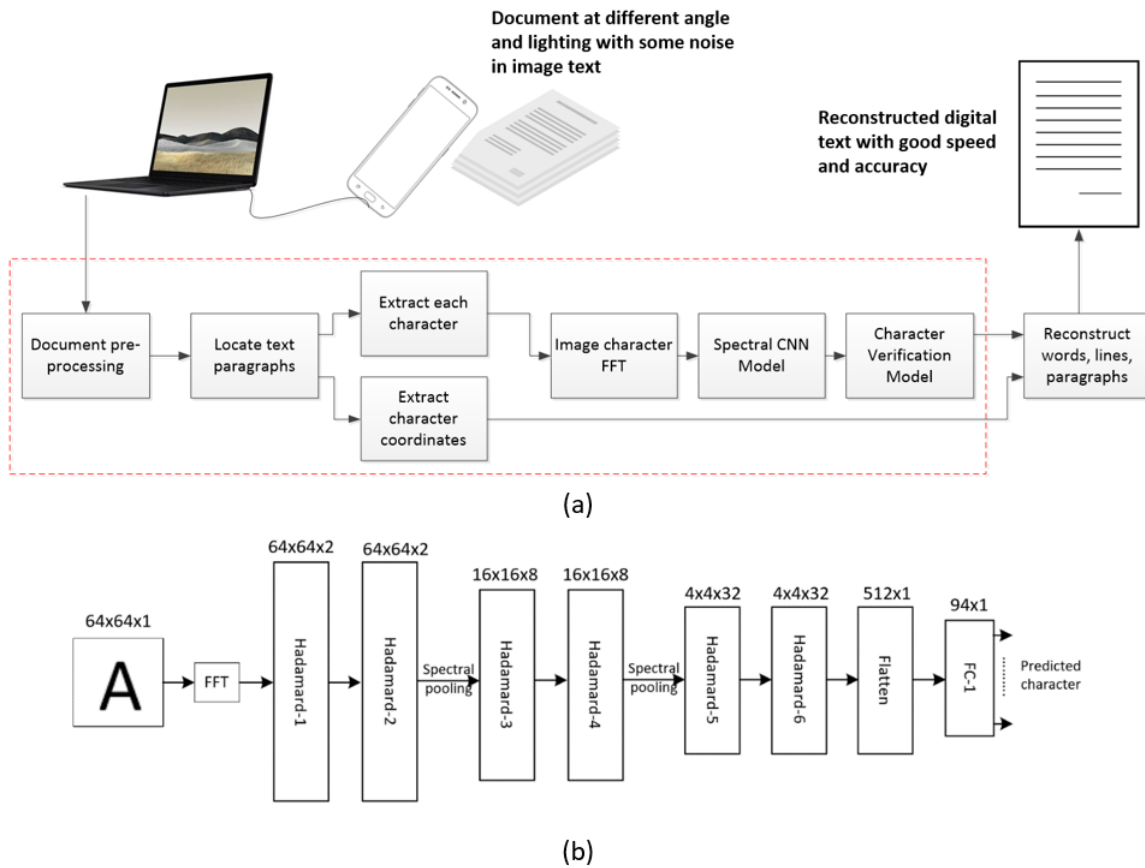 Document at different angle
and lighting with some noise
in image text
Reconstructed digital
text with good speed
and accuracy
Document pre-
processing
Locate text
paragraphs
Extract each
character
Extract
character
coordinates
Image character
FFT
Spectral CNN
Model
Character
Verification
Model
Reconstruct
words, lines,
paragraphs
(a)
64x64x1
A
FFT
64x64x2
Hadamard-1
64x64x2
Hadamard-2
Spectral
pooling
16x16x8
Hadamard-3
16x16x8
Hadamard-4
Spectral
pooling
4x4x32
Hadamard-5
4x4x32
Hadamard-6
512x1
Flatten
94x1
FC-1
Predicted
character
(b)